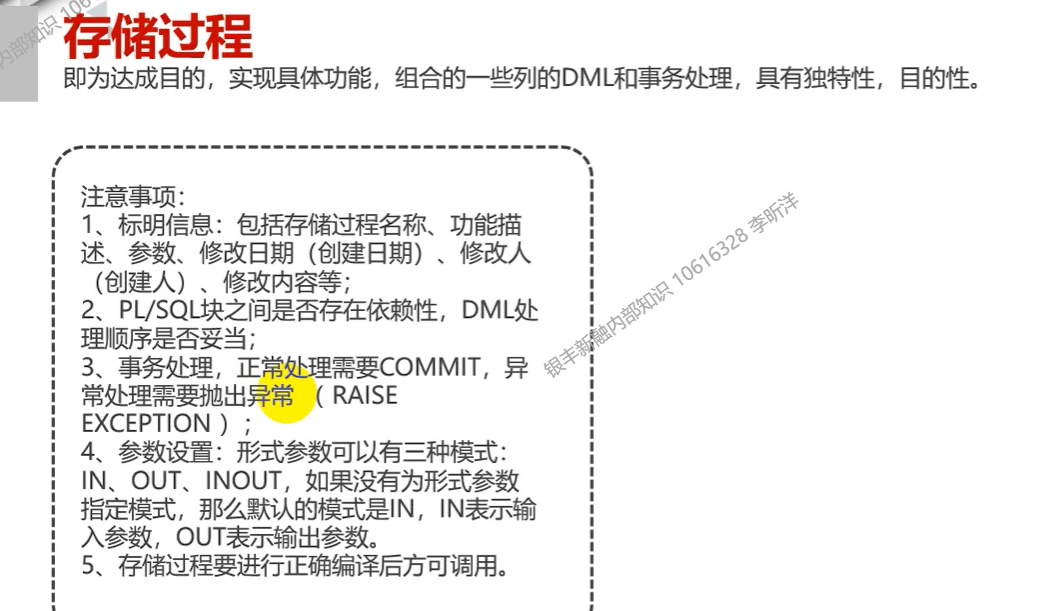 存储过程
即为达成目的，实现具体功能，组合的一些列的DML和事务处理，具有独特性，目的性。
注意事项：
1、标明信息：包括存储过程名称、功能描
述、参数、修改日期（创建日期）、修改人
（创建人）、修改内容等；
2、PL/SQL块之间是否存在依赖性，DML处
理顺序是否妥当；
3、事务处理，正常处理需要COMMIT，异
常处理需要抛出异常 （ RAISE
EXCEPTION ） ；
4、参数设置：形式参数可以有三种模式：
IN、OUT、INOUT，如果没有为形式参数
指定模式，那么默认的模式是IN，IN表示输
入参数，OUT表示输出参数。
5、存储过程要进行正确编译后方可调用。
银丰新融内部知识 10616328 李昕洋
内部知识 106